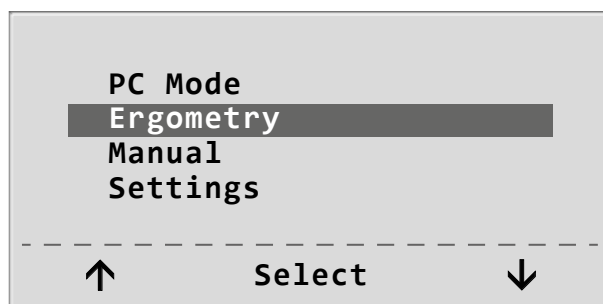 PC Mode
Ergometry
Manual
Settings
↑ Select ↓